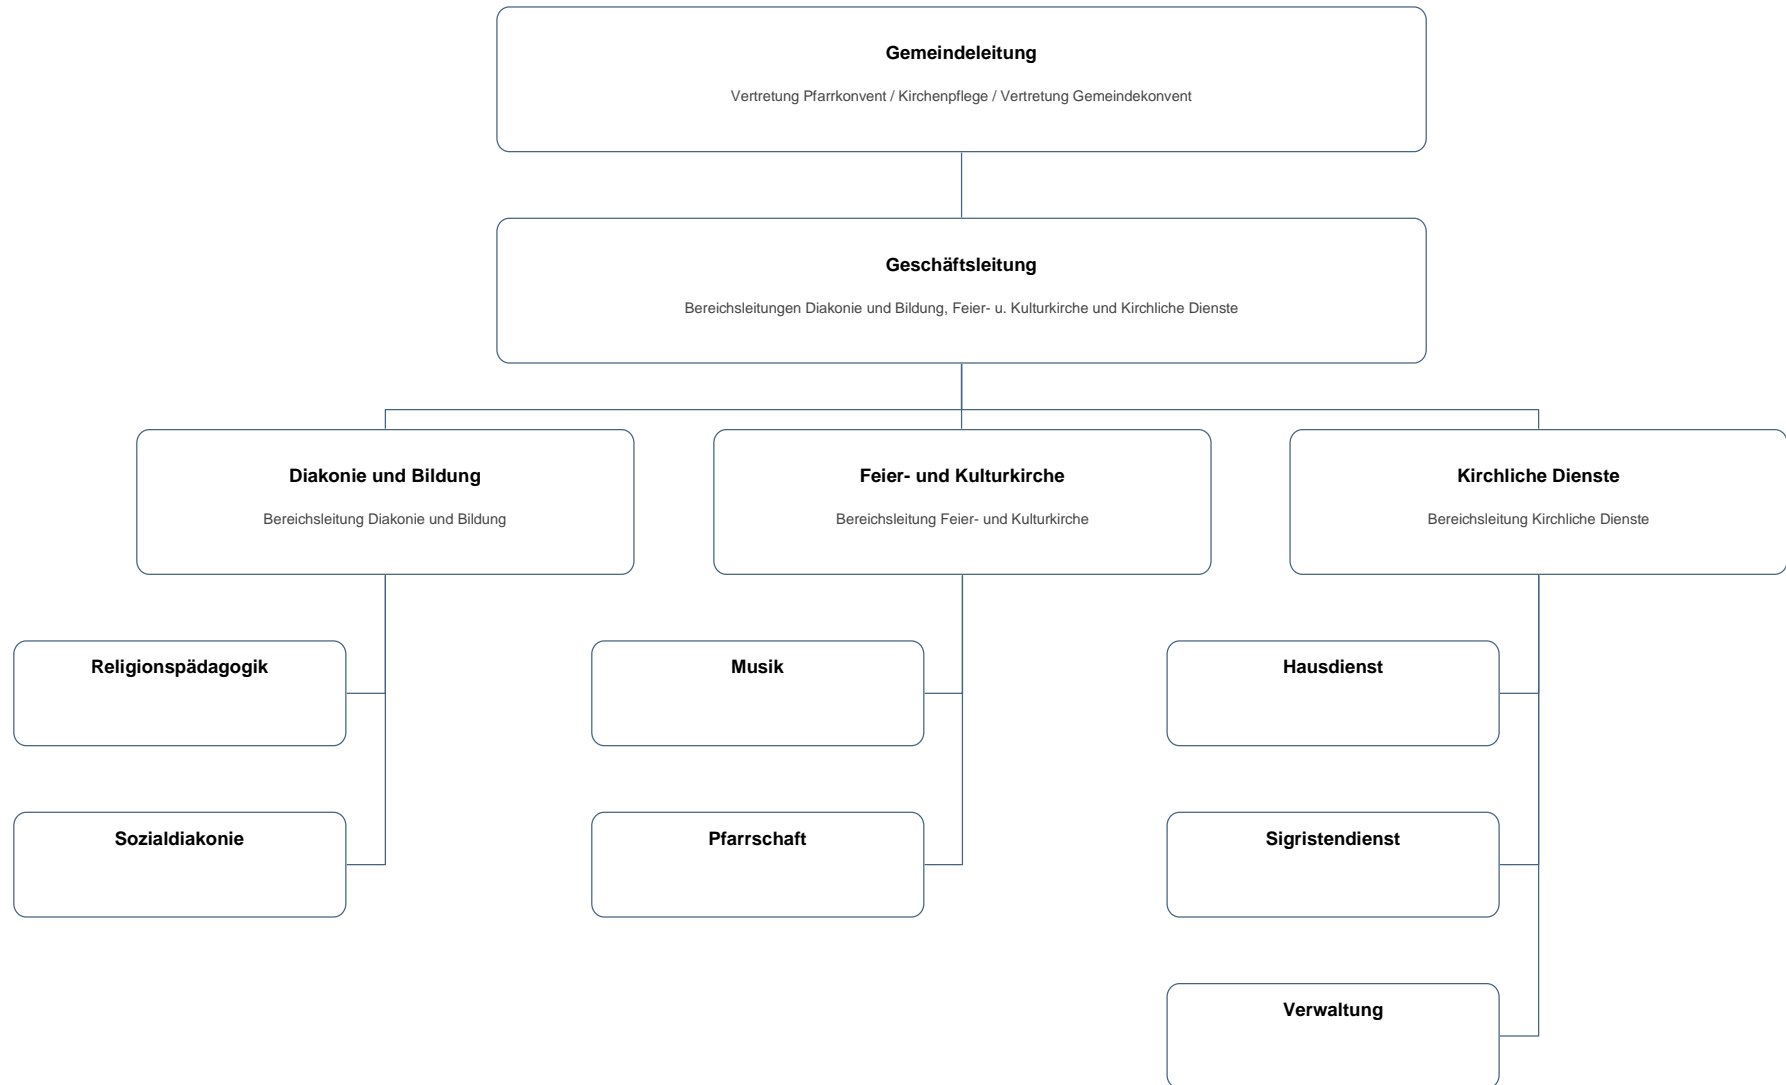 Gemeindeleitung
Vertretung Pfarrkonvent / Kirchenpflege / Vertretung Gemeindekonvent
Geschäftsleitung
Bereichsleitungen Diakonie und Bildung, Feier- u. Kulturkirche und Kirchliche Dienste
Diakonie und Bildung
Bereichsleitung Diakonie und Bildung
Feier- und Kulturkirche
Bereichsleitung Feier- und Kulturkirche
Kirchliche Dienste
Bereichsleitung Kirchliche Dienste
Religionspädagogik
Sozialdiakonie
Musik
Pfarrschaft
Hausdienst
Sigristendienst
Verwaltung